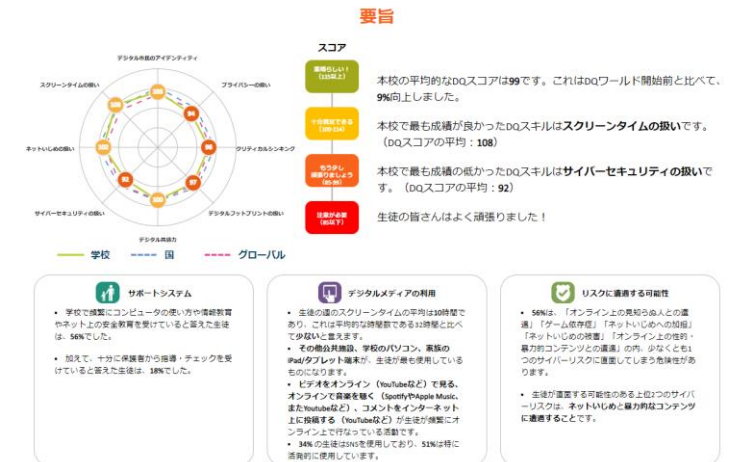 要旨
スコア
デジタル市民のアイデンティティ
スクリーンタイムの扱い
プライバシーの扱い
ネットいじめの扱い
クリティカルシンキング
サイバーセキュリティの扱い
デジタルフットプリントの扱い
デジタル共感力
学校
国
グローバル
素晴らしい！
(115以上)
十分満足できる
(100-114)
もう少し
頑張りましょう
(85-99)
注意が必要
(85以下)
94
96
97
92
本校の平均的なDQスコアは99です。これはDQワールド開始前と比べて、
9%向上しました。
本校で最も成績が良かったDQスキルはスクリーンタイムの扱いです。
（DQスコアの平均：108）
本校で最も成績の低かったDQスキルはサイバーセキュリティの扱いで
す。（DQスコアの平均：92）
生徒の皆さんはよく頑張りました！
サポートシステム
• 学校で頻繁にコンピュータの使い方や情報教育
やネット上の安全教育を受けていると答えた生徒
は、56%でした。
• 加えて、十分に保護者から指導・チェックを受
けていると答えた生徒は、18%でした。
デジタルメディアの利用
• 生徒の週のスクリーンタイムの平均は10時間で
あり、これは平均的な時間数である32時間と比べ
て少ないと言えます。
• その他公共施設、学校のパソコン、家族の
iPad/タブレット端末が、生徒が最も使用している
ものになります。
• ビデオをオンライン（YouTubeなど）で見る、
オンラインで音楽を聴く（SpotifyやApple Music、
またYoutubeなど）、コメントをインターネット
上に投稿する（YouTubeなど）が生徒が頻繁にオ
ンライン上で行なっている活動です。
• 34% の生徒はSNSを使用しており、51%は特に
活発的に使用しています。
リスクに遭遇する可能性
• 56%は、「オンライン上の見知らぬ人との遭
遇」「ゲーム依存症」「ネットいじめへの加担」
「ネットいじめの被害」「オンライン上の性的・
暴力的コンテンツとの遭遇」の内、少なくとも1
つのサイバーリスクに直面してしまう危険性があ
ります。
• 生徒が直面する可能性のある上位2つのサイバ
ーリスクは、ネットいじめと暴力的なコンテンツ
に遭遇することです。